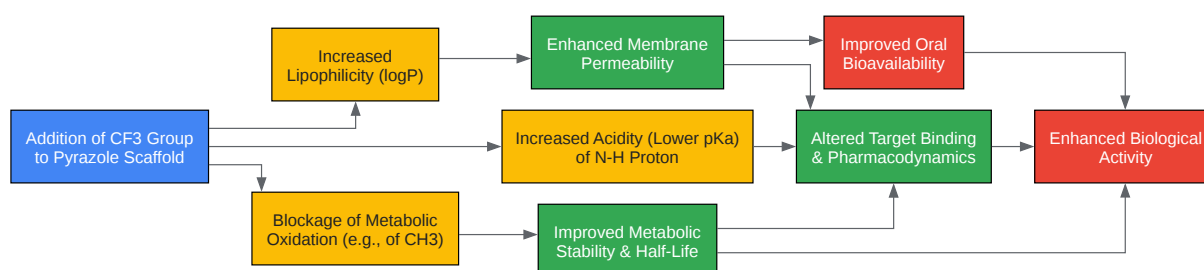 Increased
Lipophilicity (logP)
Enhanced Membrane
Permeability
Improved Oral
Bioavailability
Addition of CF3 Group
to Pyrazole Scaffold
Increased Acidity (Lower pKa)
of N-H Proton
Altered Target Binding
& Pharmacodynamics
Enhanced Biological
Activity
Blockage of Metabolic
Oxidation (e.g., of CH3)
Improved Metabolic
Stability & Half-Life